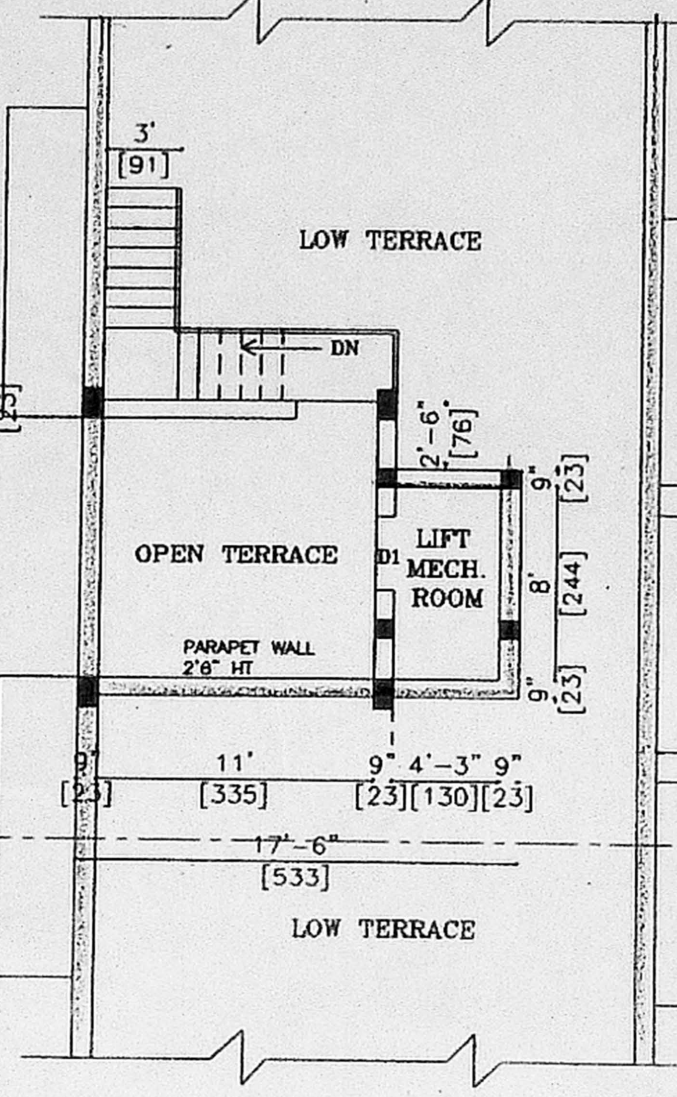 3'
[91]
LOW TERRACE
DN
2'-6"
[76]
9"
[23]
[23]
OPEN TERRACE
D1
LIFT
MECH.
ROOM
8'
[244]
PARAPET WALL
2'6" HT
9"
[23]
9" 11' 9" 4'-3" 9"
[23] [335] [23][130][23]
17'-6"
[533]
LOW TERRACE